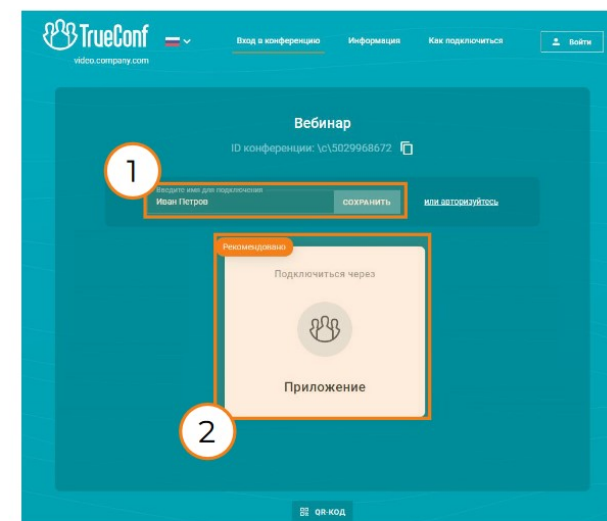 TrueConf
video.company.com
Вход в конференцию
Информация
Как подключиться
Войти
Вебинар
ID конференции: \c\5029968672
1
Введите имя для подключения
Иван Петров
СОХРАНИТЬ
или авторизуйтесь
Рекомендовано
Подключиться через
Приложение
2
QR-КОД